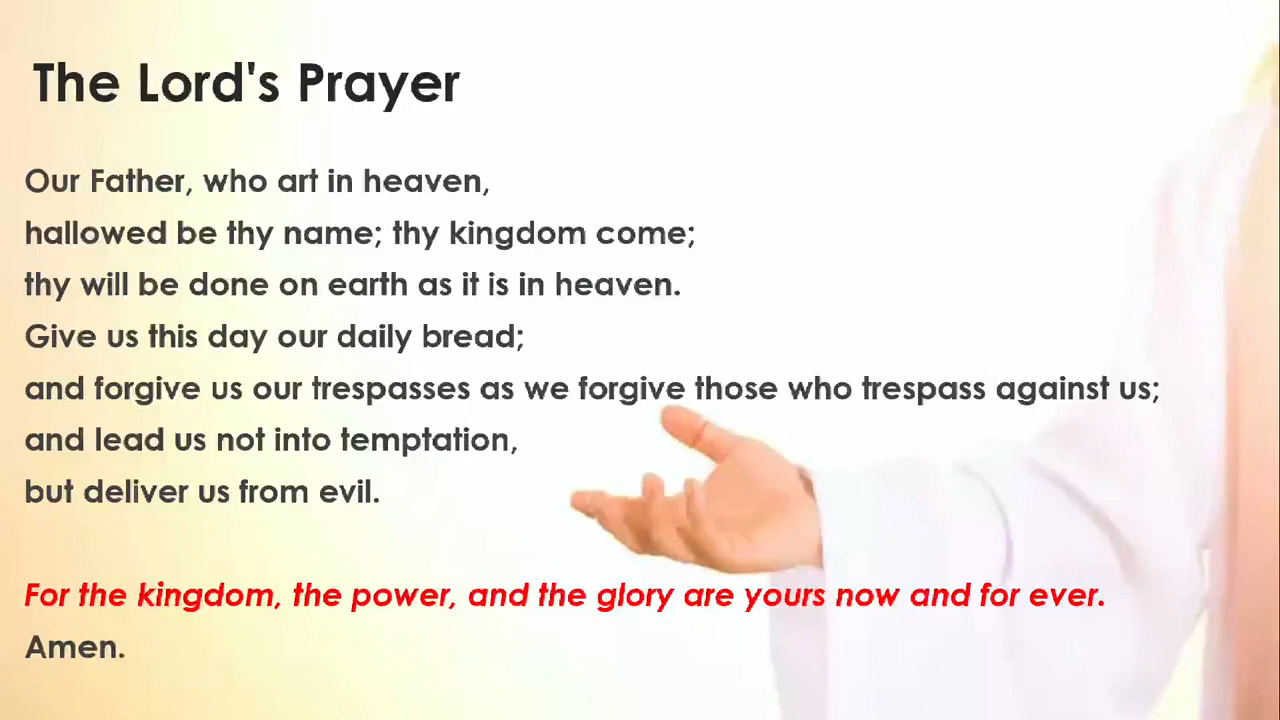 The Lord's Prayer
Our Father, who art in heaven,
hallowed be thy name; thy kingdom come;
thy will be done on earth as it is in heaven.
Give us this day our daily bread;
and forgive us our trespasses as we forgive those who trespass against us;
and lead us not into temptation,
but deliver us from evil.
For the kingdom, the power, and the glory are yours now and for ever.
Amen.